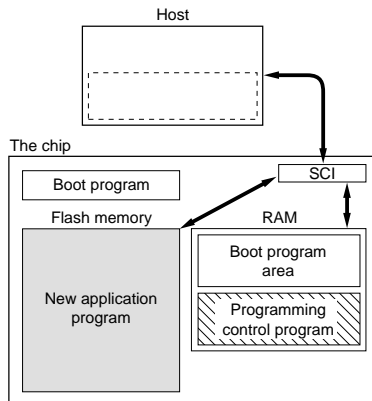 Host
The chip
SCI
Boot program
Flash memory
RAM
Boot program
area
New application
program
Programming
control program